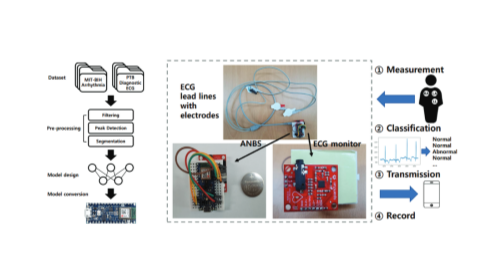 Dataset
MIT-BIH
Arrhythmia
PTB
Diagnostic
ECG
Pre-processing
Filtering
Peak Detection
Segmentation
Model design
Model conversion
ECG
lead lines
with
electrodes
ANBS
ECG monitor
① Measurement
② Classification
Normal
Normal
Abnormal
Normal
...
③ Transmission
④ Record